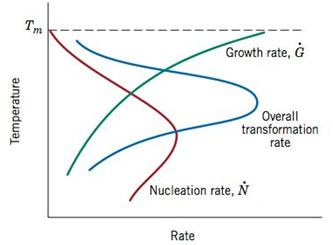 Tm
Growth rate, Ġ
Temperature
Overall
transformation
rate
Nucleation rate, Ṅ
Rate